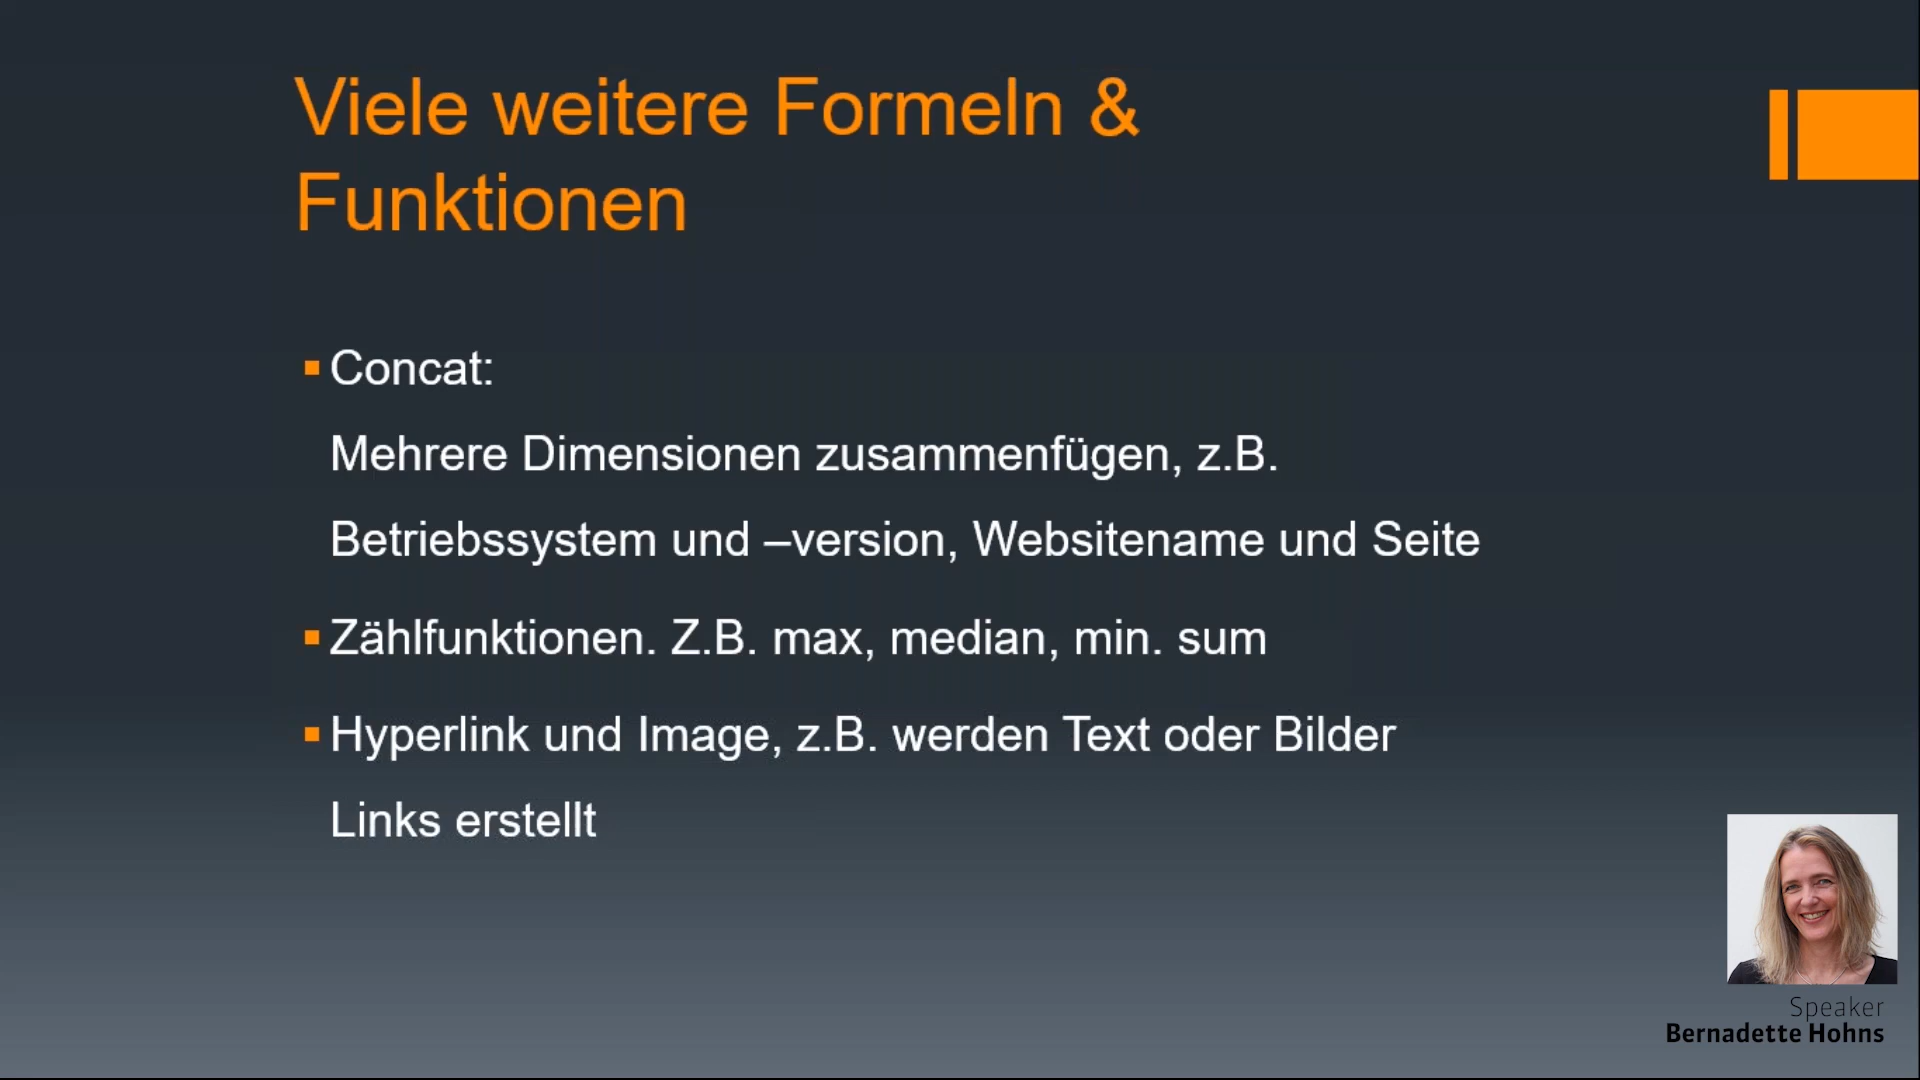 Viele weitere Formeln &
Funktionen
Concat:
Mehrere Dimensionen zusammenfügen, z.B.
Betriebssystem und –version, Websitename und Seite
Zählfunktionen. Z.B. max, median, min. sum
Hyperlink und Image, z.B. werden Text oder Bilder
Links erstellt
Speaker
Bernadette Hohns